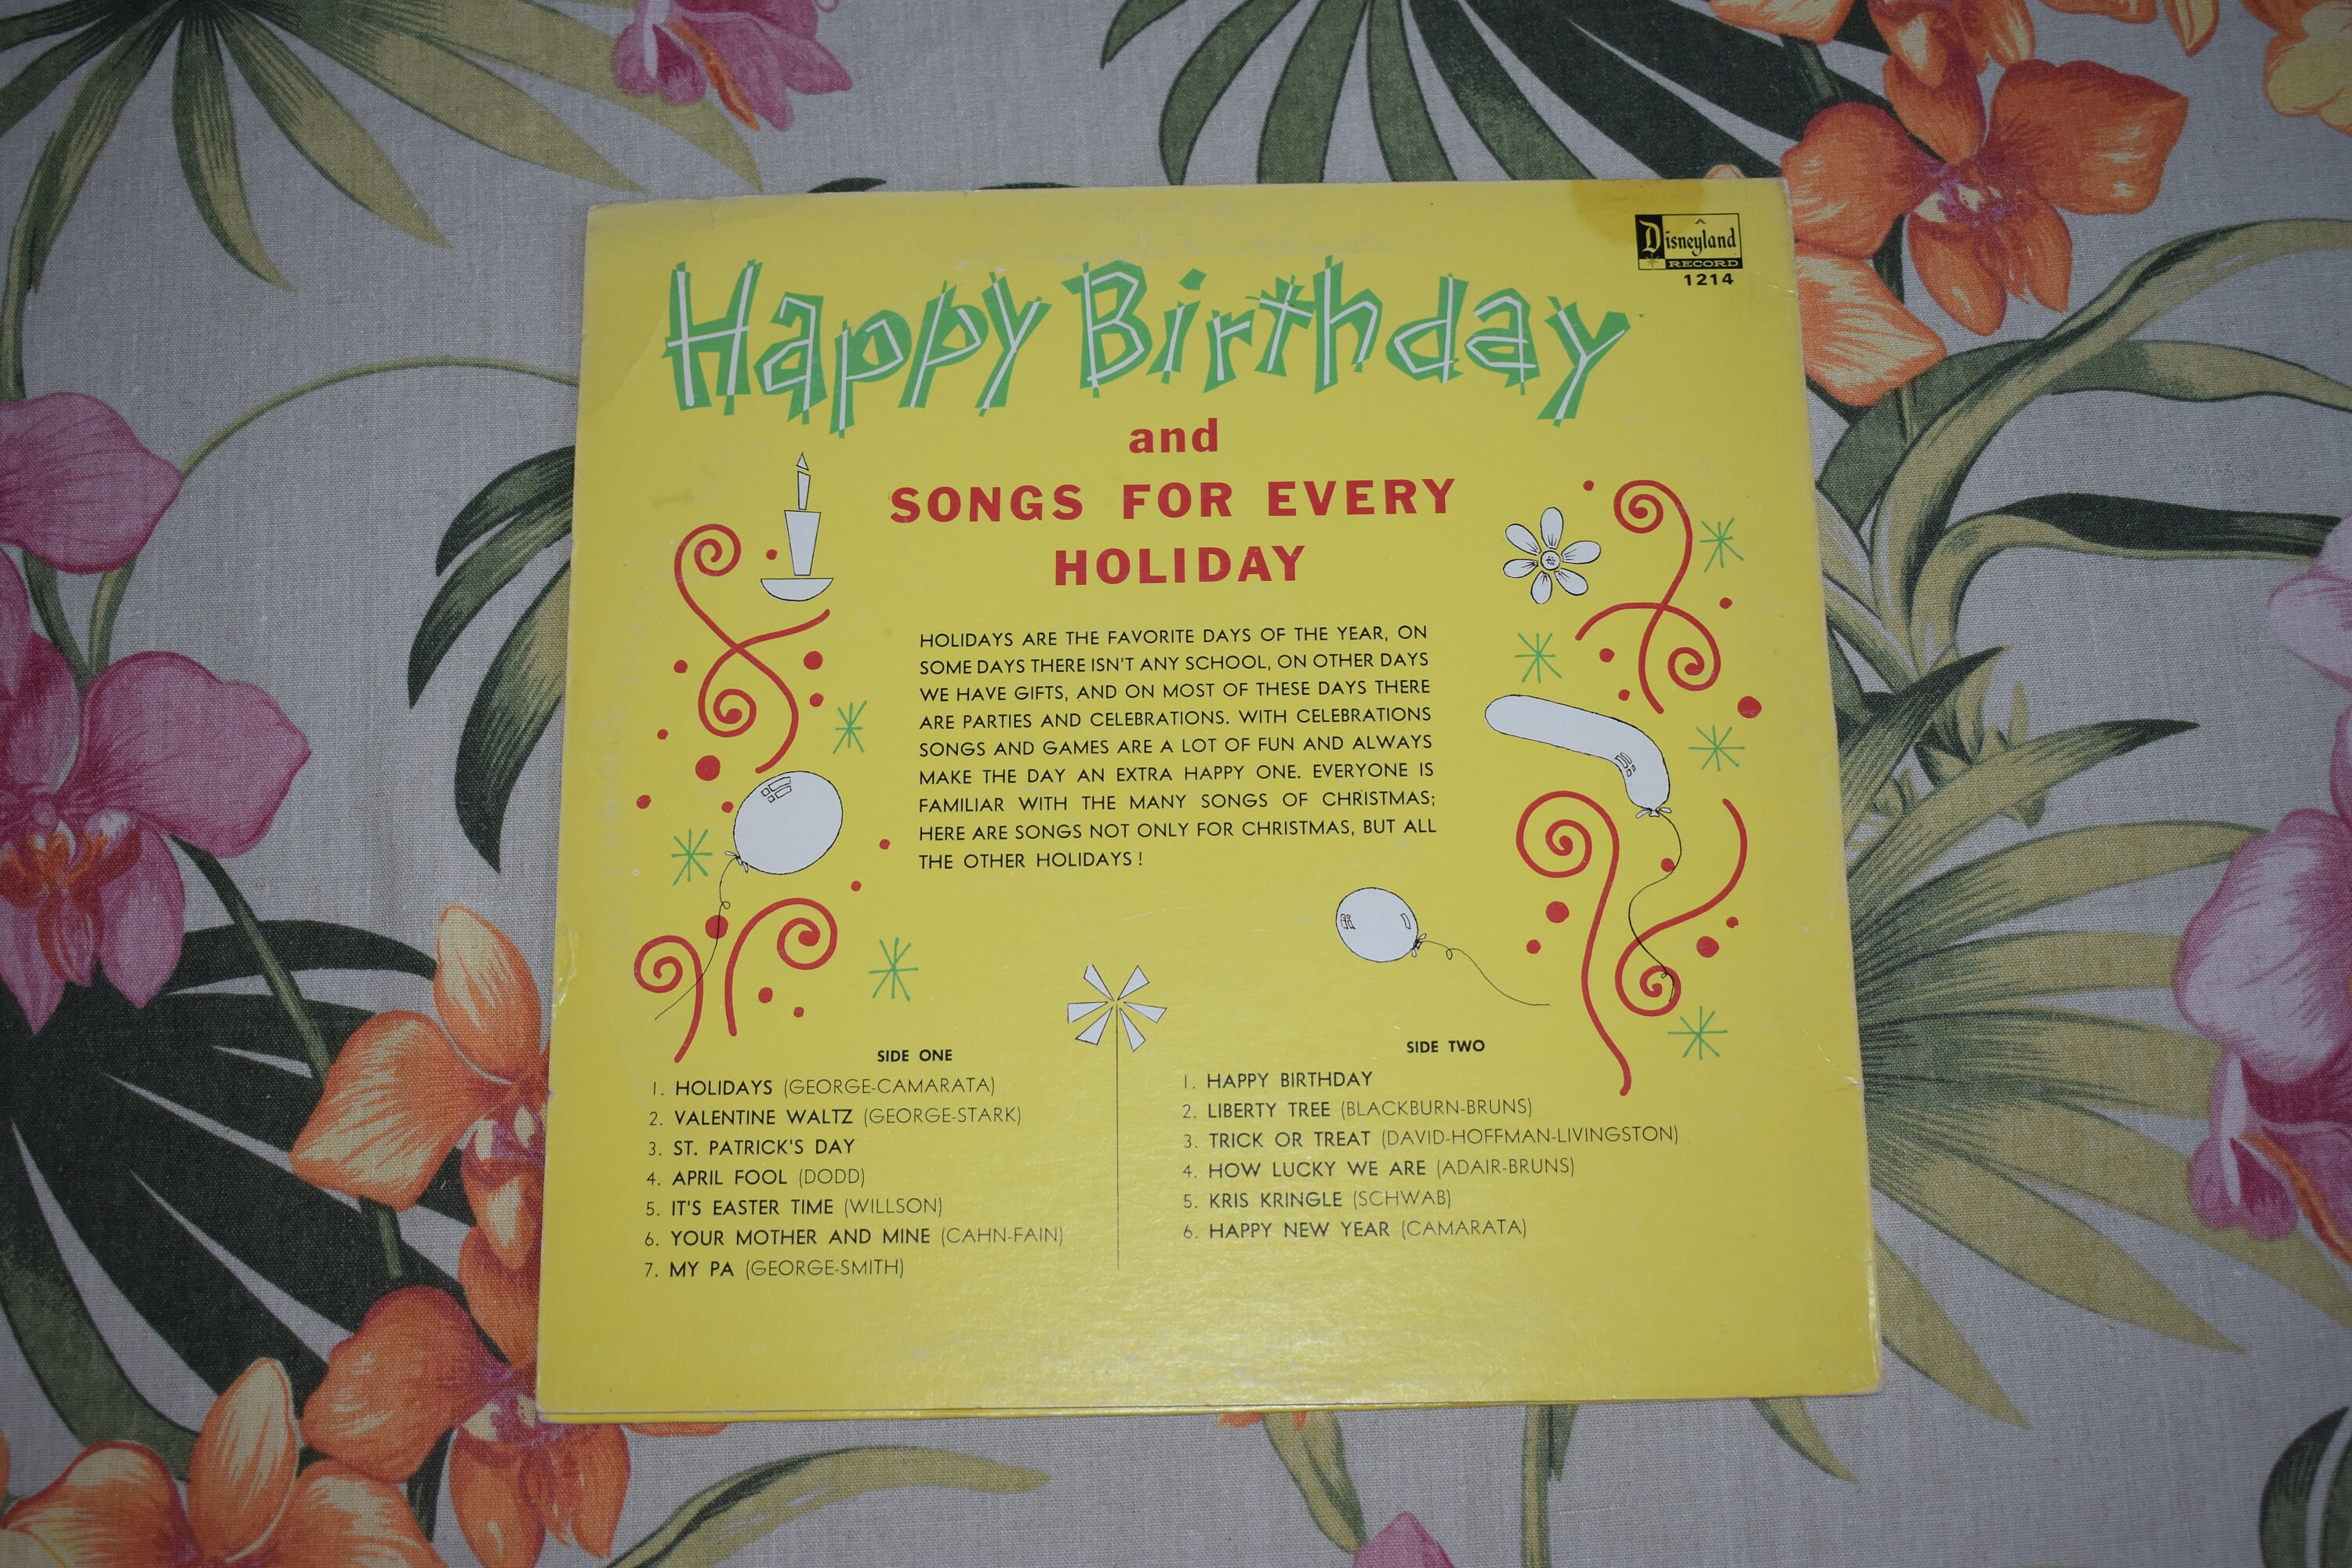 A
Disneyland
RECORD
1214
Happy Birthday
and
SONGS FOR EVERY
HOLIDAY
HOLIDAYS ARE THE FAVORITE DAYS OF THE YEAR, ON
SOME DAYS THERE ISN'T ANY SCHOOL, ON OTHER DAYS
WE HAVE GIFTS, AND ON MOST OF THESE DAYS THERE
ARE PARTIES AND CELEBRATIONS. WITH CELEBRATIONS
SONGS AND GAMES ARE A LOT OF FUN AND ALWAYS
MAKE THE DAY AN EXTRA HAPPY ONE. EVERYONE IS
FAMILIAR WITH THE MANY SONGS OF CHRISTMAS;
HERE ARE SONGS NOT ONLY FOR CHRISTMAS, BUT ALL
THE OTHER HOLIDAYS!
SIDE ONE
1. HOLIDAYS (GEORGE-CAMARATA)
2. VALENTINE WALTZ (GEORGE-STARK)
3. ST. PATRICK'S DAY
4. APRIL FOOL (DODD)
5. IT'S EASTER TIME (WILLSON)
6. YOUR MOTHER AND MINE (CAHN-FAIN)
7. MY PA (GEORGE-SMITH)
SIDE TWO
1. HAPPY BIRTHDAY
2. LIBERTY TREE (BLACKBURN-BRUNS)
3. TRICK OR TREAT (DAVID-HOFFMAN-LIVINGSTON)
4. HOW LUCKY WE ARE (ADAIR-BRUNS)
5. KRIS KRINGLE (SCHWAB)
6. HAPPY NEW YEAR (CAMARATA)